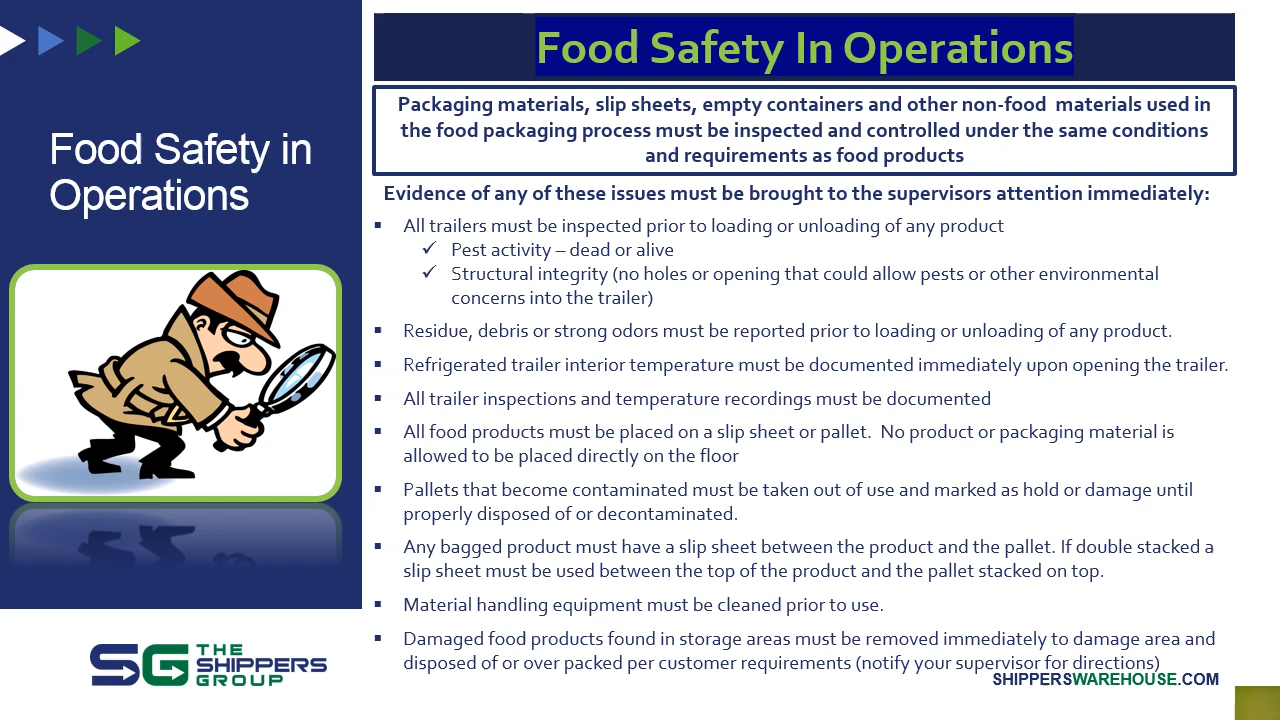 Food Safety in
Operations
Food Safety In Operations
Packaging materials, slip sheets, empty containers and other non-food materials used in
the food packaging process must be inspected and controlled under the same conditions
and requirements as food products
Evidence of any of these issues must be brought to the supervisors attention immediately:
▪ All trailers must be inspected prior to loading or unloading of any product
✓ Pest activity – dead or alive
✓ Structural integrity (no holes or opening that could allow pests or other environmental
concerns into the trailer)
▪ Residue, debris or strong odors must be reported prior to loading or unloading of any product.
▪ Refrigerated trailer interior temperature must be documented immediately upon opening the trailer.
▪ All trailer inspections and temperature recordings must be documented
▪ All food products must be placed on a slip sheet or pallet. No product or packaging material is
allowed to be placed directly on the floor
▪ Pallets that become contaminated must be taken out of use and marked as hold or damage until
properly disposed of or decontaminated.
▪ Any bagged product must have a slip sheet between the product and the pallet. If double stacked a
slip sheet must be used between the top of the product and the pallet stacked on top.
▪ Material handling equipment must be cleaned prior to use.
▪ Damaged food products found in storage areas must be removed immediately to damage area and
disposed of or over packed per customer requirements (notify your supervisor for directions)
SG THE
SHIPPERS
GROUP
SHIPPERSWAREHOUSE.COM